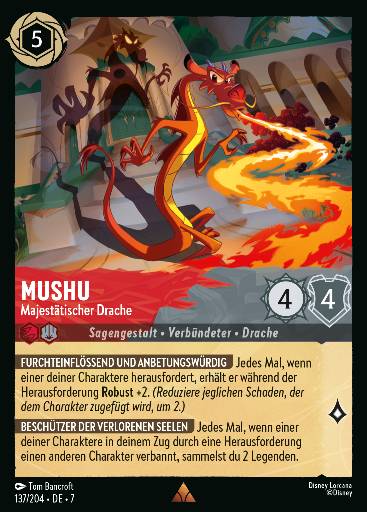 5
MUSHU
Majestätischer Drache
4
4
Sagengestalt • Verbündeter • Drache
FURCHTEINFLÖSSEND UND ANBETUNGSWÜRDIG Jedes Mal, wenn
einer deiner Charaktere herausfordert, erhält er während der
Herausforderung Robust +2. (Reduziere jeglichen Schaden, der
dem Charakter zugefügt wird, um 2.)
BESCHÜTZER DER VERLORENEN SEELEN Jedes Mal, wenn einer
deiner Charaktere in deinem Zug durch eine Herausforderung
einen anderen Charakter verbannt, sammelst du 2 Legenden.
Tom Bancroft
137/204 • DE • 7
Disney Lorcana
©Disney